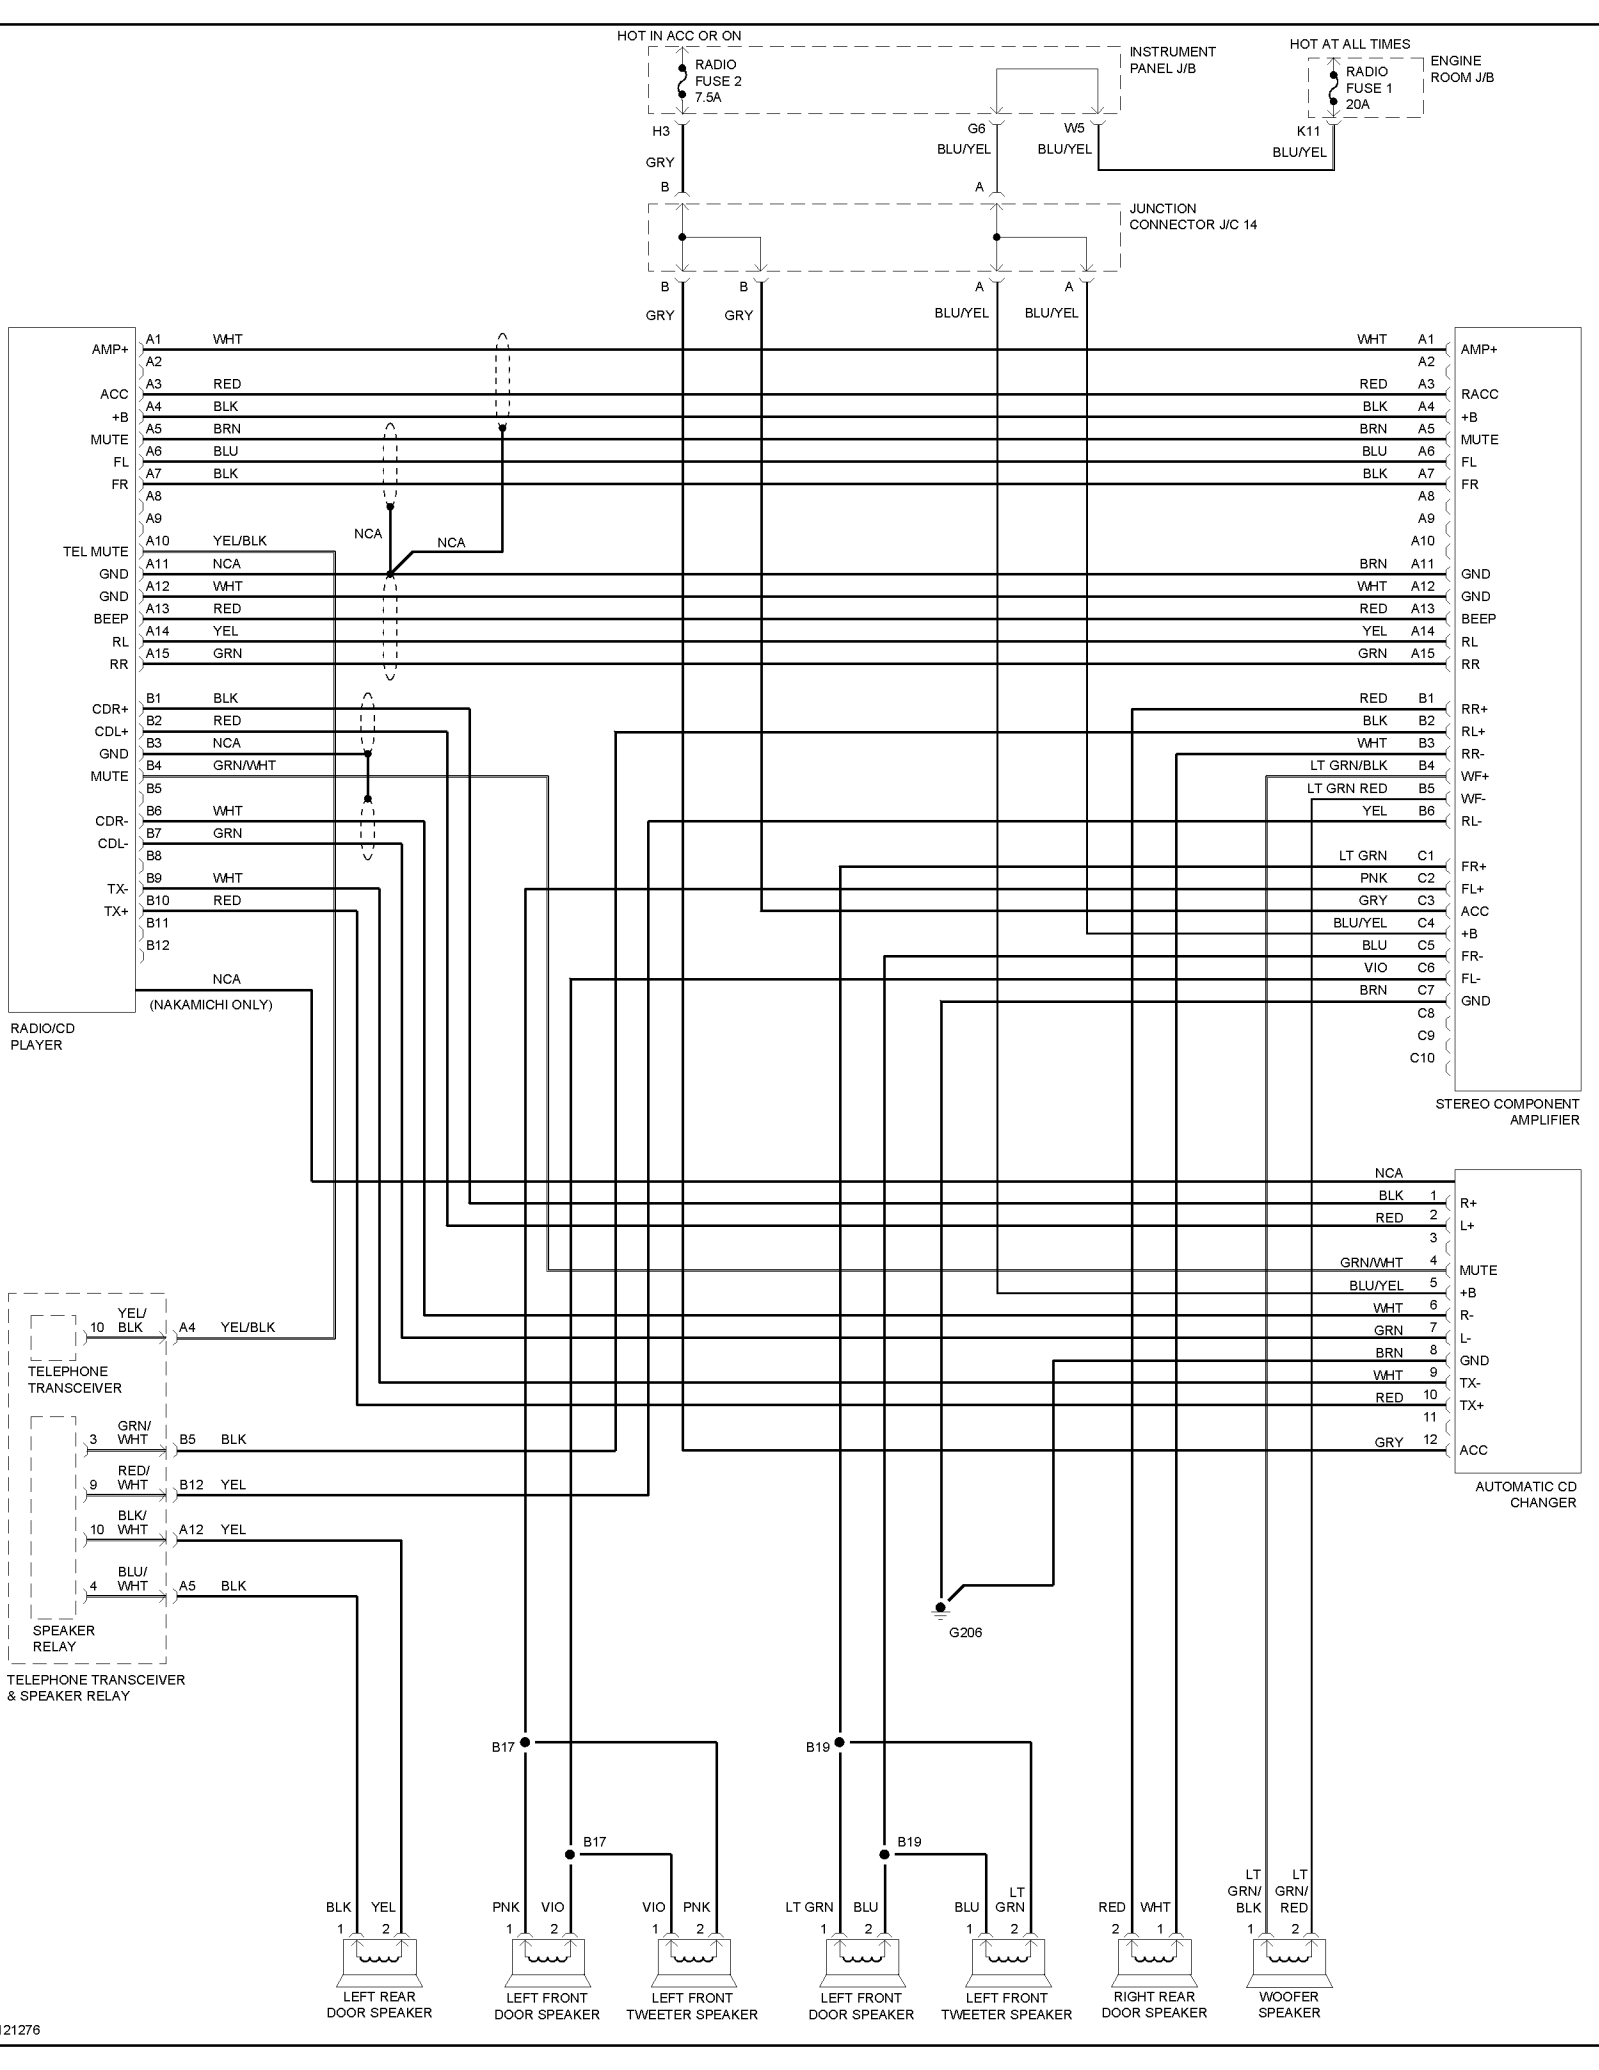 HOT IN ACC OR ON
RADIO
FUSE 2
7.5A
INSTRUMENT
PANEL J/B
HOT AT ALL TIMES
RADIO
FUSE 1
20A
ENGINE
ROOM J/B
H3
G6
W5
K11
GRY
BLU/YEL
BLU/YEL
BLU/YEL
B
A
JUNCTION
CONNECTOR J/C 14
B
B
A
A
GRY
GRY
BLU/YEL
BLU/YEL
AMP+ A1 WHT
A2
ACC A3 RED
+B A4 BLK
MUTE A5 BRN
FL A6 BLU
FR A7 BLK
A8
A9
TEL MUTE A10 YEL/BLK
GND A11 NCA
GND A12 WHT
BEEP A13 RED
RL A14 YEL
RR A15 GRN
CDR+ B1 BLK
CDL+ B2 RED
GND B3 NCA
MUTE B4 GRN/WHT
B5
CDR- B6 WHT
CDL- B7 GRN
B8
TX- B9 WHT
TX+ B10 RED
B11
B12
NCA
(NAKAMICHI ONLY)
RADIO/CD
PLAYER
NCA
NCA
WHT A1 AMP+
A2
RED A3 RACC
BLK A4 +B
BRN A5 MUTE
BLU A6 FL
BLK A7 FR
A8
A9
A10
BRN A11 GND
WHT A12 GND
RED A13 BEEP
YEL A14 RL
GRN A15 RR
RED B1 RR+
BLK B2 RL+
WHT B3 RR-
LT GRN/BLK B4 WF+
LT GRN RED B5 WF-
YEL B6 RL-
LT GRN C1 FR+
PNK C2 FL+
GRY C3 ACC
BLU/YEL C4 +B
BLU C5 FR-
VIO C6 FL-
BRN C7 GND
C8
C9
C10
STEREO COMPONENT
AMPLIFIER
NCA
BLK 1 R+
RED 2 L+
3
GRN/WHT 4 MUTE
BLU/YEL 5 +B
WHT 6 R-
GRN 7 L-
BRN 8 GND
WHT 9 TX-
RED 10 TX+
11
GRY 12 ACC
AUTOMATIC CD
CHANGER
10 YEL/
BLK A4 YEL/BLK
TELEPHONE
TRANSCEIVER
3 GRN/
WHT B5 BLK
9 RED/
WHT B12 YEL
10 BLK/
WHT A12 YEL
4 BLU/
WHT A5 BLK
SPEAKER
RELAY
TELEPHONE TRANSCEIVER
& SPEAKER RELAY
G206
B17
B19
B17
B19
BLK YEL
1 2
LEFT REAR
DOOR SPEAKER
PNK VIO
1 2
LEFT FRONT
DOOR SPEAKER
VIO PNK
1 2
LEFT FRONT
TWEETER SPEAKER
LT GRN BLU
1 2
LEFT FRONT
DOOR SPEAKER
BLU LT
GRN
1 2
LEFT FRONT
TWEETER SPEAKER
RED WHT
2 1
RIGHT REAR
DOOR SPEAKER
LT
GRN/
BLK
LT
GRN/
RED
1 2
WOOFER
SPEAKER
121276